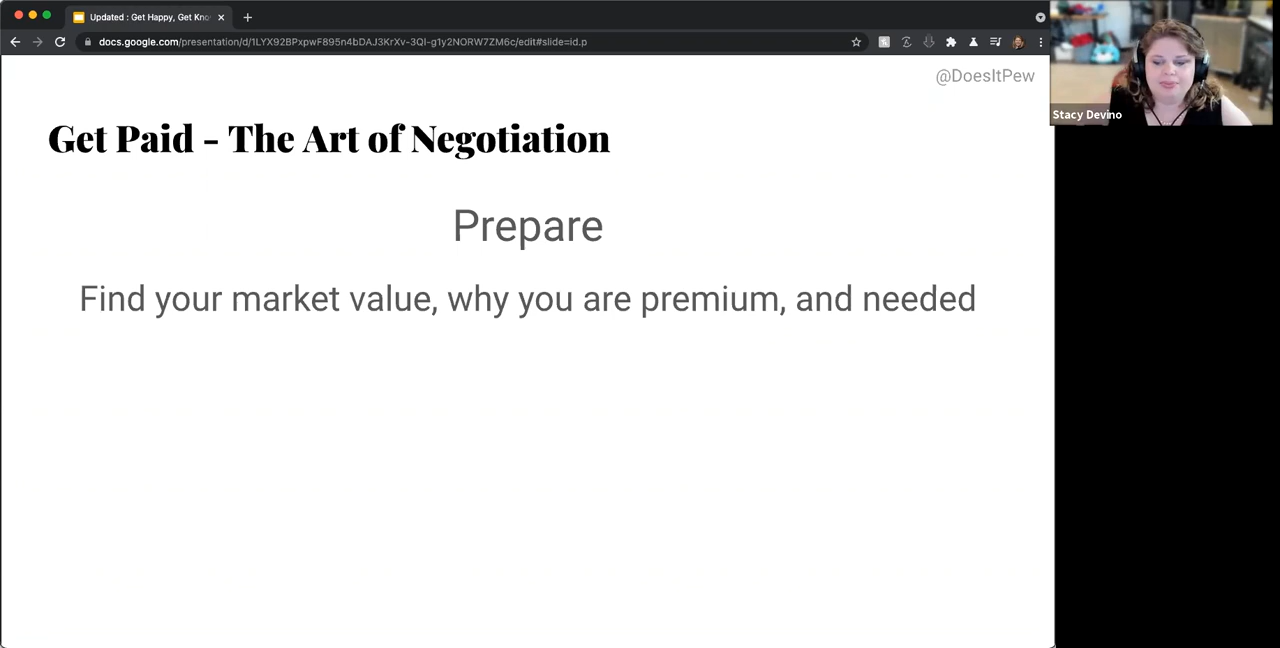 Updated : Get Happy, Get Kno
docs.google.com/presentation/d/1LYX92BPxpwF895n4bDAJ3KrXv-3QI-g1y2NORW7ZM6c/edit#slide=id.p
@DoesItPew
Stacy Devino
Get Paid - The Art of Negotiation
Prepare
Find your market value, why you are premium, and needed